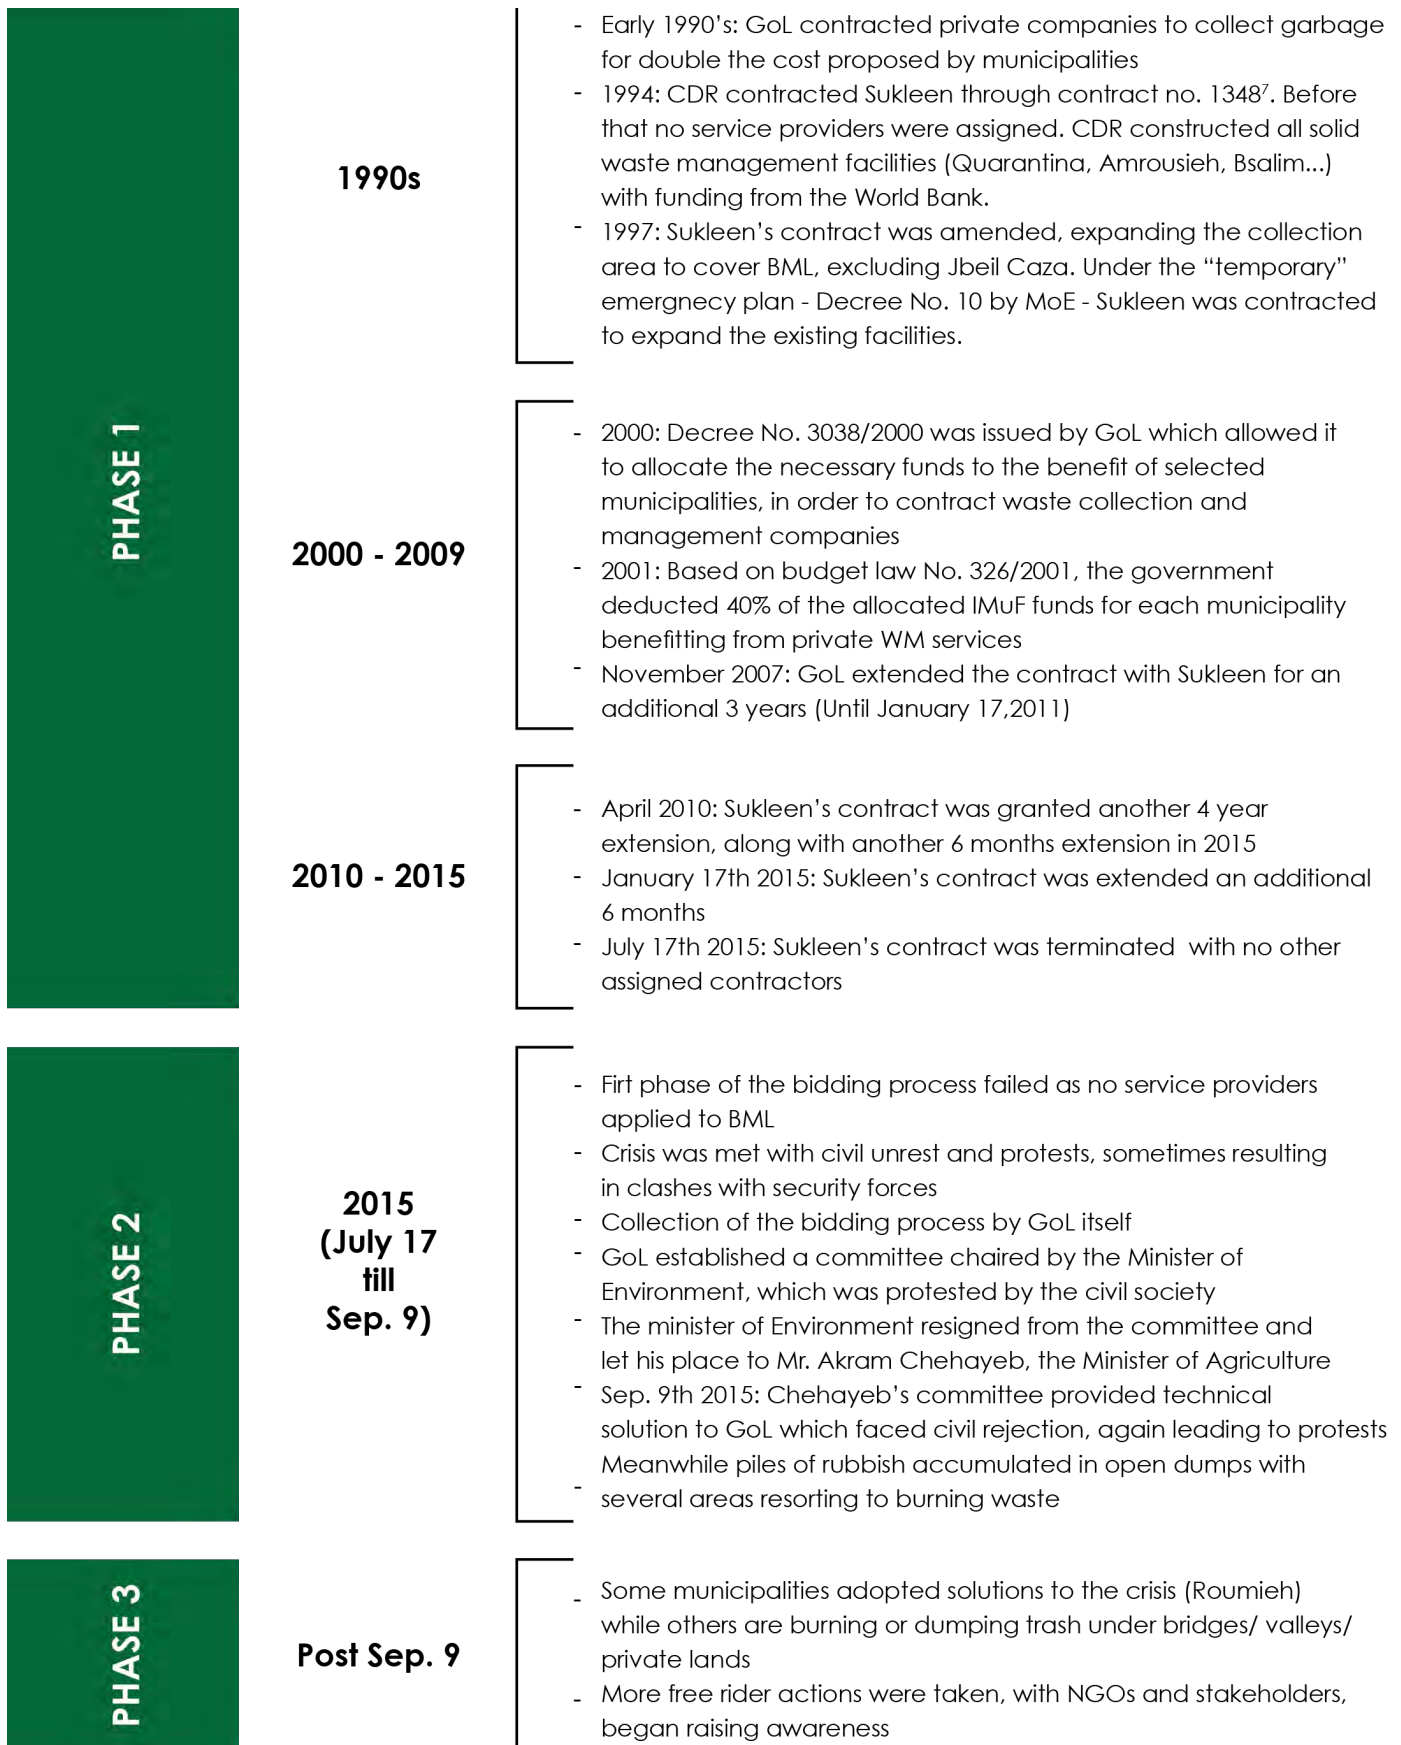 PHASE 1
1990s
- Early 1990's: GoL contracted private companies to collect garbage
for double the cost proposed by municipalities
- 1994: CDR contracted Sukleen through contract no. 1348⁷. Before
that no service providers were assigned. CDR constructed all solid
waste management facilities (Quarantina, Amrousieh, Bsalim...)
with funding from the World Bank.
- 1997: Sukleen's contract was amended, expanding the collection
area to cover BML, excluding Jbeil Caza. Under the “temporary”
emergnecy plan - Decree No. 10 by MoE - Sukleen was contracted
to expand the existing facilities.
2000 - 2009
- 2000: Decree No. 3038/2000 was issued by GoL which allowed it
to allocate the necessary funds to the benefit of selected
municipalities, in order to contract waste collection and
management companies
- 2001: Based on budget law No. 326/2001, the government
deducted 40% of the allocated IMuF funds for each municipality
benefitting from private WM services
- November 2007: GoL extended the contract with Sukleen for an
additional 3 years (Until January 17,2011)
2010 - 2015
- April 2010: Sukleen's contract was granted another 4 year
extension, along with another 6 months extension in 2015
- January 17th 2015: Sukleen's contract was extended an additional
6 months
- July 17th 2015: Sukleen's contract was terminated  with no other
assigned contractors
PHASE 2
2015
(July 17
till
Sep. 9)
- Firt phase of the bidding process failed as no service providers
applied to BML
- Crisis was met with civil unrest and protests, sometimes resulting
in clashes with security forces
- Collection of the bidding process by GoL itself
- GoL established a committee chaired by the Minister of
Environment, which was protested by the civil society
- The minister of Environment resigned from the committee and
let his place to Mr. Akram Chehayeb, the Minister of Agriculture
- Sep. 9th 2015: Chehayeb's committee provided technical
solution to GoL which faced civil rejection, again leading to protests
Meanwhile piles of rubbish accumulated in open dumps with
- several areas resorting to burning waste
PHASE 3
Post Sep. 9
- Some municipalities adopted solutions to the crisis (Roumieh)
while others are burning or dumping trash under bridges/ valleys/
private lands
- More free rider actions were taken, with NGOs and stakeholders,
began raising awareness